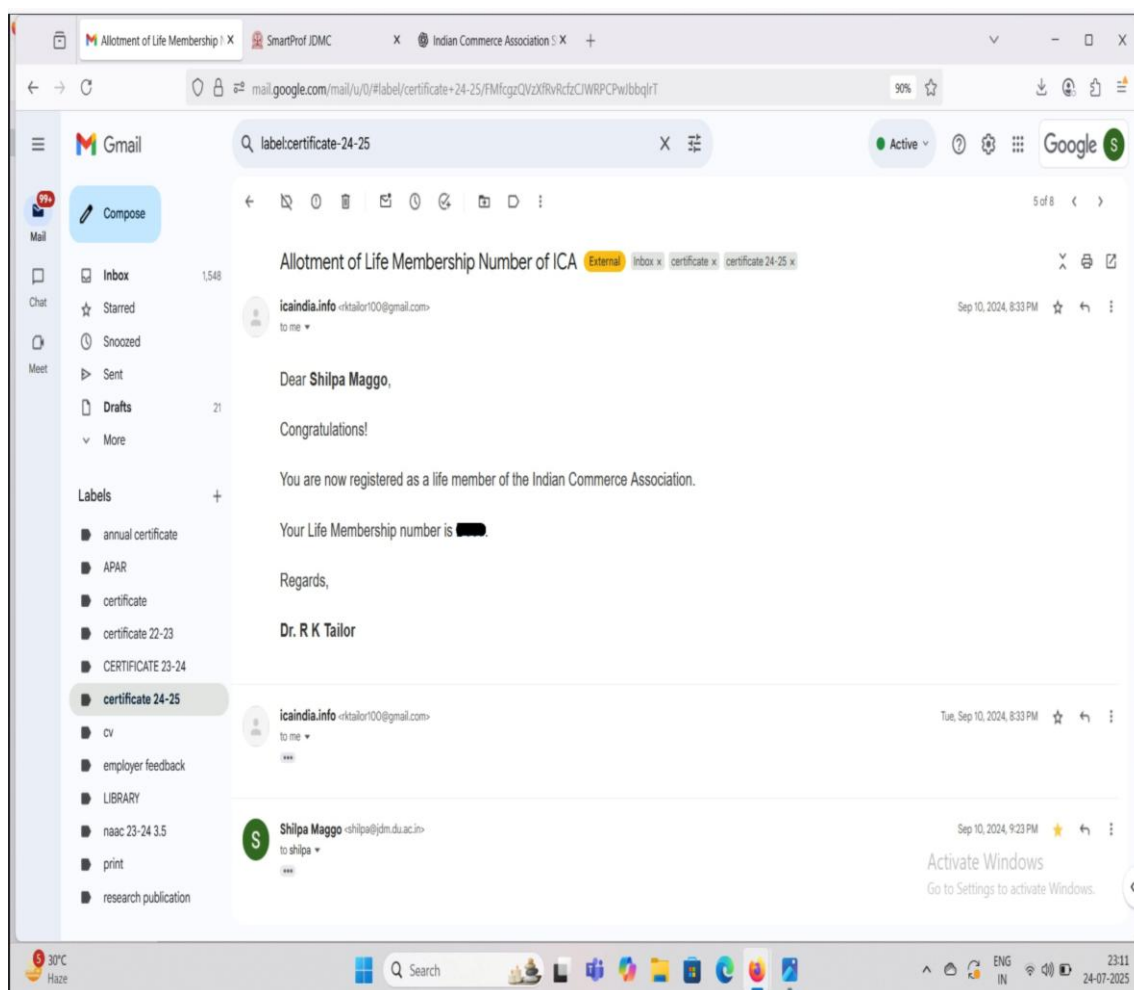 Allotment of Life Membership N
SmartProf JDMC
Indian Commerce Association S
mail.google.com/mail/u/0/#label/certificate+24-25/FMfcgzQVzXfRvRcfzCJWRPCPwJbbqlrT
90%
Gmail
label:certificate-24-25
Active
Google
S
99+
Mail
Chat
Meet
Compose
Inbox 1,548
Starred
Snoozed
Sent
Drafts 21
More
Labels
annual certificate
APAR
certificate
certificate 22-23
CERTIFICATE 23-24
certificate 24-25
cv
employer feedback
LIBRARY
naac 23-24 3.5
print
research publication
5 of 8
Allotment of Life Membership Number of ICA External Inbox x certificate x certificate 24-25 x
icaindia.info <rktailor100@gmail.com> Sep 10, 2024, 8:33 PM
to me
Dear Shilpa Maggo,
Congratulations!
You are now registered as a life member of the Indian Commerce Association.
Your Life Membership number is .
Regards,
Dr. R K Tailor
icaindia.info <rktailor100@gmail.com> Tue, Sep 10, 2024, 8:33 PM
to me
S
Shilpa Maggo <shilpa@jdm.du.ac.in> Sep 10, 2024, 9:23 PM
to shilpa
Activate Windows
Go to Settings to activate Windows.
5
30°C
Haze
Search
ENG
IN
23:11
24-07-2025